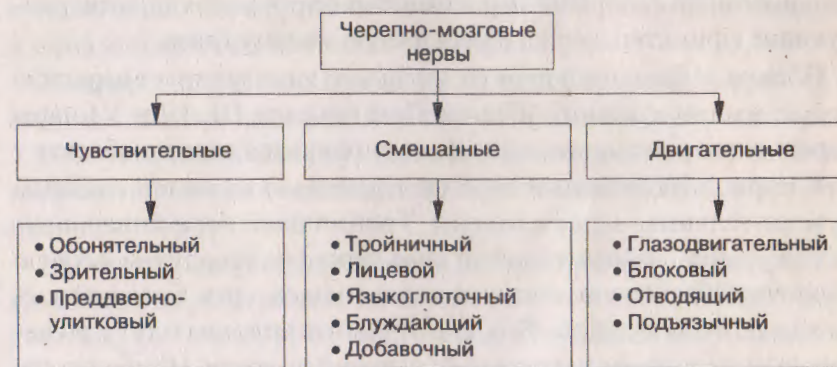 Черепно-мозговые
нервы
Чувствительные
Смешанные
Двигательные
• Обонятельный
• Зрительный
• Преддверно-
улитковый
• Тройничный
• Лицевой
• Языкоглоточный
• Блуждающий
• Добавочный
• Глазодвигательный
• Блоковый
• Отводящий
• Подъязычный